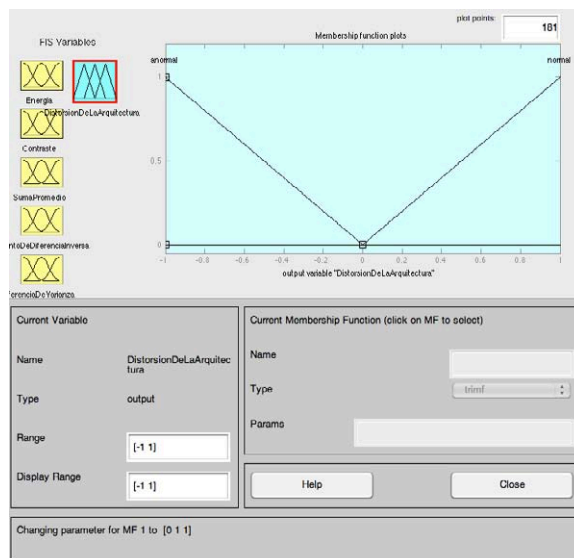 plot points:
181
FIS Variables
Membership function plots
Energia
Contraste
SumaPromedio
entoDeDiferenciaInversa
ferenciaDeVarianza
DistorsionDeLaArquitectura
anormal
normal
1
0.5
0
-1 -0.8 -0.6 -0.4 -0.2 0 0.2 0.4 0.6 0.8 1
output variable "DistorsionDeLaArquitectura"
Current Variable
Name
DistorsionDeLaArquitec
tura
Type
output
Range
[-1 1]
Display Range
[-1 1]
Current Membership Function (click on MF to select)
Name
Type
trimf
Params
Help
Close
Changing parameter for MF 1 to [0 1 1]